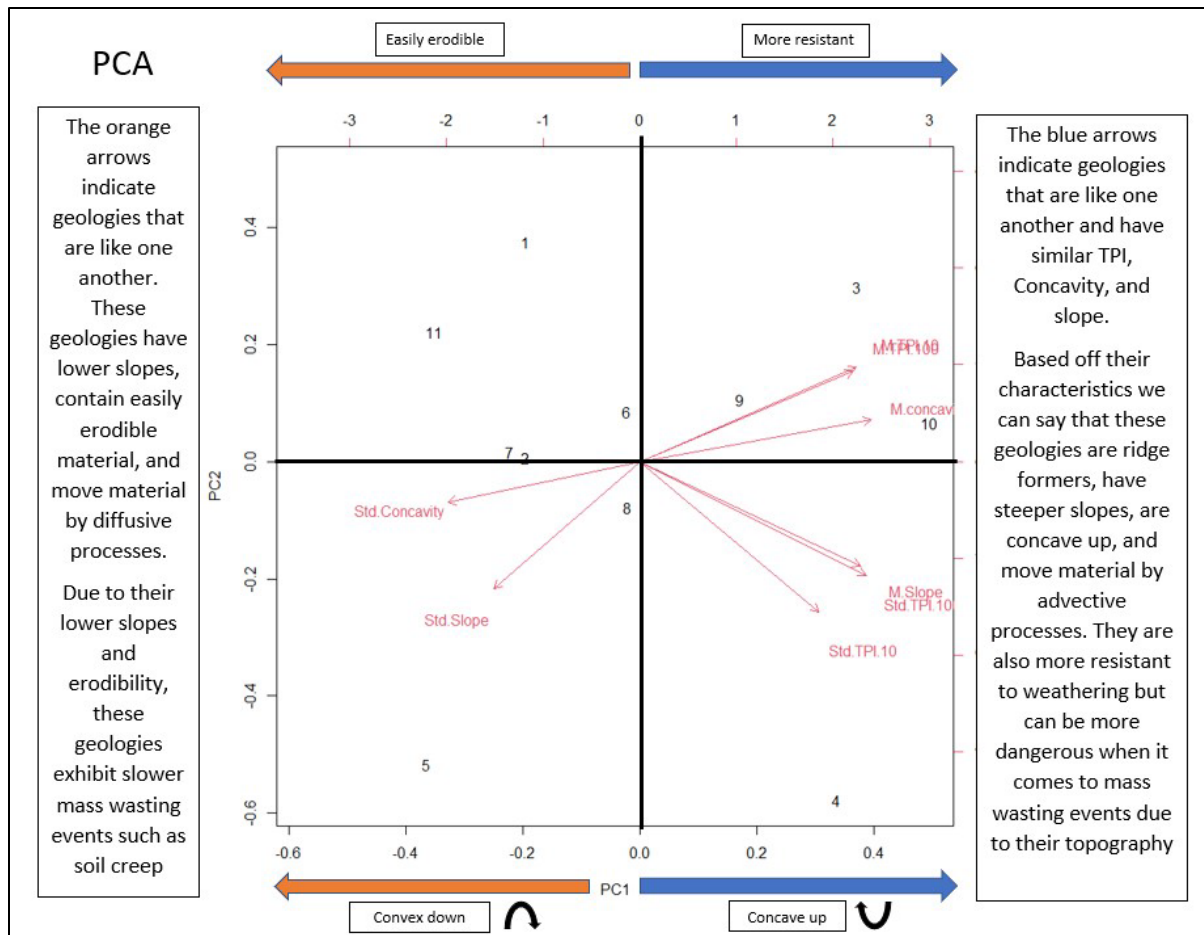 PCA
Easily erodible
More resistant
The orange
arrows
indicate
geologies that
are like one
another.
These
geologies have
lower slopes,
contain easily
erodible
material, and
move material
by diffusive
processes.
Due to their
lower slopes
and
erodibility,
these
geologies
exhibit slower
mass wasting
events such as
soil creep
-3 -2 -1 0 1 2 3
0.4
0.2
0.0
-0.2
-0.4
-0.6
PC2
1
3
11
M.TPI.10
M.TPI.100
9
6
M.concav
10
7
2
Std.Concavity
8
M.Slope
Std.TPI.10
Std.Slope
Std.TPI.10
5
4
-0.6 -0.4 -0.2 0.0 0.2 0.4
PC1
Convex down
Concave up
The blue arrows
indicate geologies
that are like one
another and have
similar TPI,
Concavity, and
slope.
Based off their
characteristics we
can say that these
geologies are ridge
formers, have
steeper slopes, are
concave up, and
move material by
advective
processes. They are
also more resistant
to weathering but
can be more
dangerous when it
comes to mass
wasting events due
to their topography